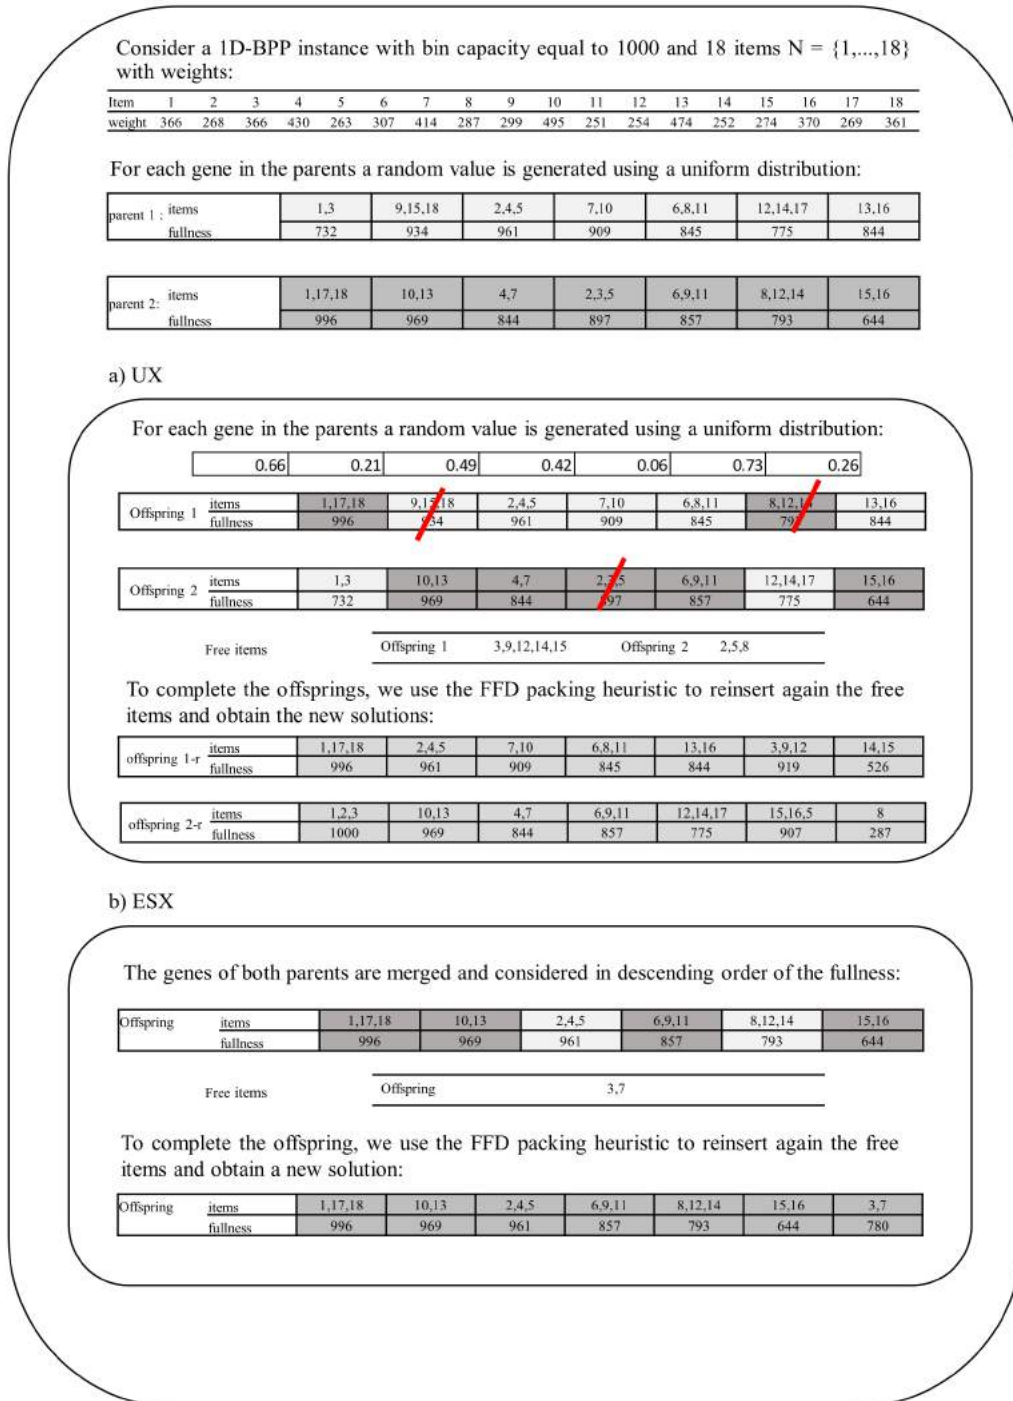 Consider a 1D-BPP instance with bin capacity equal to 1000 and 18 items N = {1,...,18}
with weights:
Item 1 2 3 4 5 6 7 8 9 10 11 12 13 14 15 16 17 18
weight 366 268 366 430 263 307 414 287 299 495 251 254 474 252 274 370 269 361
For each gene in the parents a random value is generated using a uniform distribution:
parent 1 : items 1,3 9,15,18 2,4,5 7,10 6,8,11 12,14,17 13,16
fullness 732 934 961 909 845 775 844
parent 2: items 1,17,18 10,13 4,7 2,3,5 6,9,11 8,12,14 15,16
fullness 996 969 844 897 857 793 644
a) UX
For each gene in the parents a random value is generated using a uniform distribution:
0.66 0.21 0.49 0.42 0.06 0.73 0.26
Offspring 1 items 1,17,18 9,15,18 2,4,5 7,10 6,8,11 8,12,14 13,16
fullness 996 934 961 909 845 793 844
Offspring 2 items 1,3 10,13 4,7 2,3,5 6,9,11 12,14,17 15,16
fullness 732 969 844 897 857 775 644
Free items Offspring 1 3,9,12,14,15 Offspring 2 2,5,8
To complete the offsprings, we use the FFD packing heuristic to reinsert again the free
items and obtain the new solutions:
offspring 1-r items 1,17,18 2,4,5 7,10 6,8,11 13,16 3,9,12 14,15
fullness 996 961 909 845 844 919 526
offspring 2-r items 1,2,3 10,13 4,7 6,9,11 12,14,17 15,16,5 8
fullness 1000 969 844 857 775 907 287
b) ESX
The genes of both parents are merged and considered in descending order of the fullness:
Offspring items 1,17,18 10,13 2,4,5 6,9,11 8,12,14 15,16
fullness 996 969 961 857 793 644
Free items Offspring 3,7
To complete the offspring, we use the FFD packing heuristic to reinsert again the free
items and obtain a new solution:
Offspring items 1,17,18 10,13 2,4,5 6,9,11 8,12,14 15,16 3,7
fullness 996 969 961 857 793 644 780